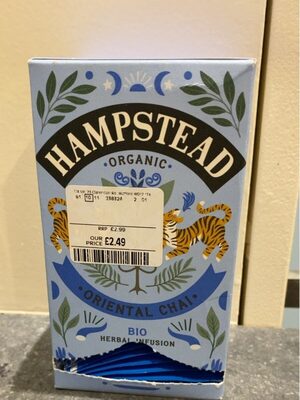 HAMPSTEAD
·ORGANIC·
RRP £2.99
OUR
PRICE £2.49
ORIENTAL CHAI
BIO
HERBAL INFUSION